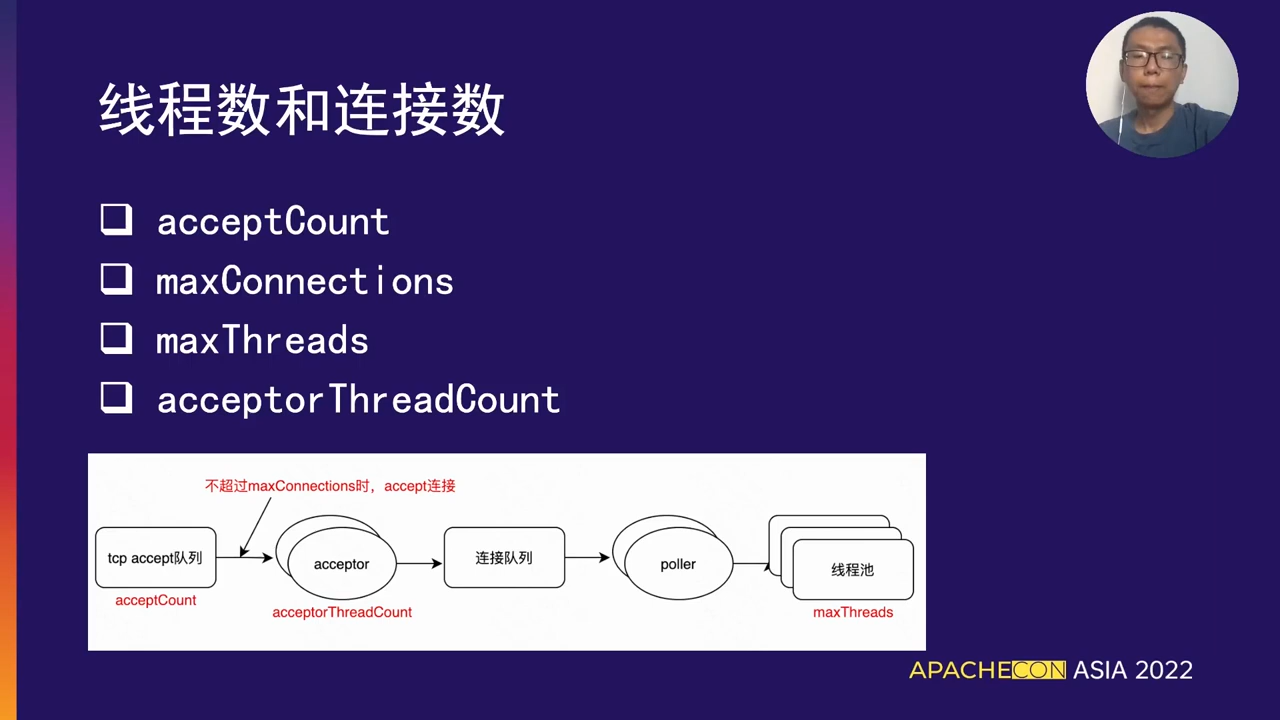 线程数和连接数
acceptCount
maxConnections
maxThreads
acceptorThreadCount
不超过maxConnections时，accept连接
tcp accept队列
acceptor
连接队列
poller
线程池
acceptCount
acceptorThreadCount
maxThreads
APACHECON ASIA 2022